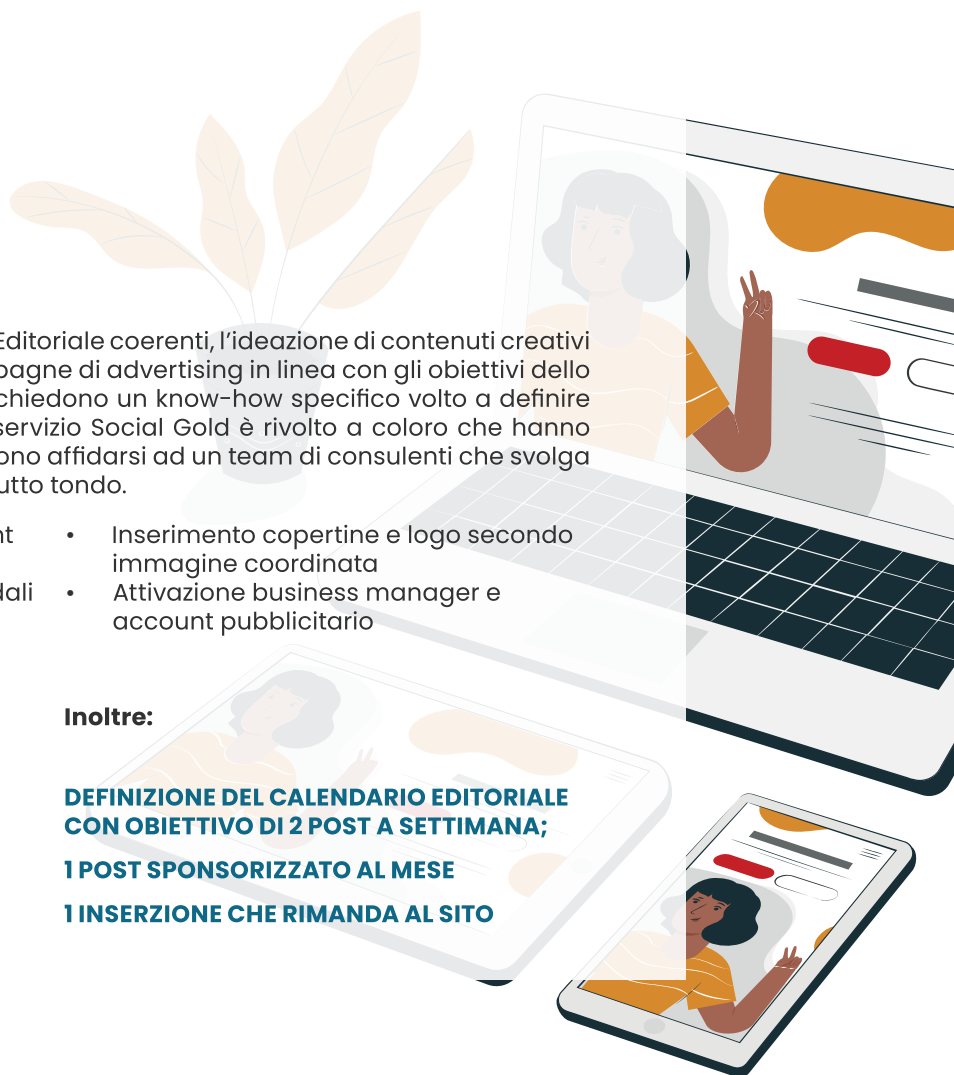 Editoriale coerenti, l’ideazione di contenuti creativi
pagne di advertising in linea con gli obiettivi dello
chiedono un know-how specifico volto a definire
servizio Social Gold è rivolto a coloro che hanno
ono affidarsi ad un team di consulenti che svolga
utto tondo.
nt
• Inserimento copertine e logo secondo
immagine coordinata
dali • Attivazione business manager e
account pubblicitario
Inoltre:
DEFINIZIONE DEL CALENDARIO EDITORIALE
CON OBIETTIVO DI 2 POST A SETTIMANA;
1 POST SPONSORIZZATO AL MESE
1 INSERZIONE CHE RIMANDA AL SITO